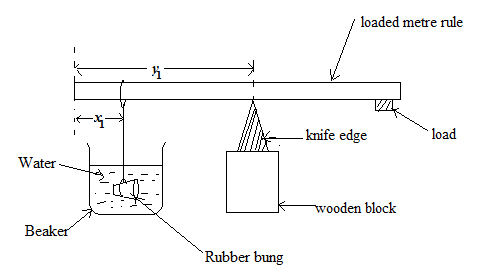 loaded metre rule
y1
x1
knife edge
load
Water
wooden block
Beaker
Rubber bung